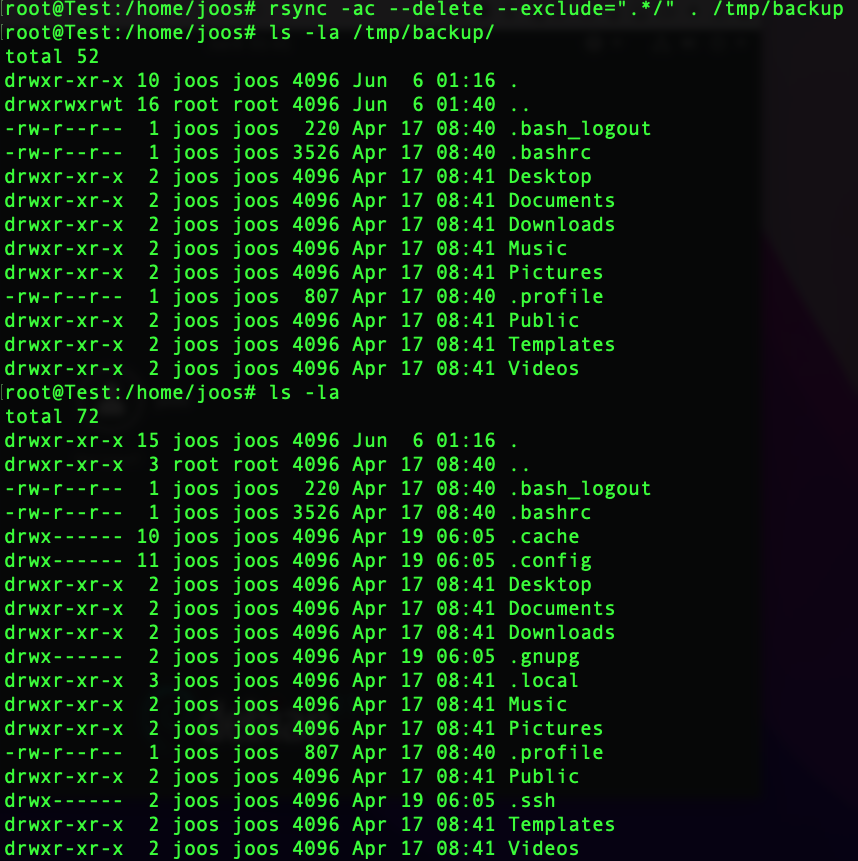 [root@Test:/home/joos# rsync -ac --delete --exclude=".*/" . /tmp/backup
[root@Test:/home/joos# ls -la /tmp/backup/
total 52
drwxr-xr-x 10 joos joos 4096 Jun  6 01:16 .
drwxrwxrwt 16 root root 4096 Jun  6 01:40 ..
-rw-r--r--  1 joos joos  220 Apr 17 08:40 .bash_logout
-rw-r--r--  1 joos joos 3526 Apr 17 08:40 .bashrc
drwxr-xr-x  2 joos joos 4096 Apr 17 08:41 Desktop
drwxr-xr-x  2 joos joos 4096 Apr 17 08:41 Documents
drwxr-xr-x  2 joos joos 4096 Apr 17 08:41 Downloads
drwxr-xr-x  2 joos joos 4096 Apr 17 08:41 Music
drwxr-xr-x  2 joos joos 4096 Apr 17 08:41 Pictures
-rw-r--r--  1 joos joos  807 Apr 17 08:40 .profile
drwxr-xr-x  2 joos joos 4096 Apr 17 08:41 Public
drwxr-xr-x  2 joos joos 4096 Apr 17 08:41 Templates
drwxr-xr-x  2 joos joos 4096 Apr 17 08:41 Videos
[root@Test:/home/joos# ls -la
total 72
drwxr-xr-x 15 joos joos 4096 Jun  6 01:16 .
drwxr-xr-x  3 root root 4096 Apr 17 08:40 ..
-rw-r--r--  1 joos joos  220 Apr 17 08:40 .bash_logout
-rw-r--r--  1 joos joos 3526 Apr 17 08:40 .bashrc
drwx------ 10 joos joos 4096 Apr 19 06:05 .cache
drwx------ 11 joos joos 4096 Apr 19 06:05 .config
drwxr-xr-x  2 joos joos 4096 Apr 17 08:41 Desktop
drwxr-xr-x  2 joos joos 4096 Apr 17 08:41 Documents
drwxr-xr-x  2 joos joos 4096 Apr 17 08:41 Downloads
drwx------  2 joos joos 4096 Apr 19 06:05 .gnupg
drwxr-xr-x  3 joos joos 4096 Apr 17 08:41 .local
drwxr-xr-x  2 joos joos 4096 Apr 17 08:41 Music
drwxr-xr-x  2 joos joos 4096 Apr 17 08:41 Pictures
-rw-r--r--  1 joos joos  807 Apr 17 08:40 .profile
drwxr-xr-x  2 joos joos 4096 Apr 17 08:41 Public
drwx------  2 joos joos 4096 Apr 19 06:05 .ssh
drwxr-xr-x  2 joos joos 4096 Apr 17 08:41 Templates
drwxr-xr-x  2 joos joos 4096 Apr 17 08:41 Videos